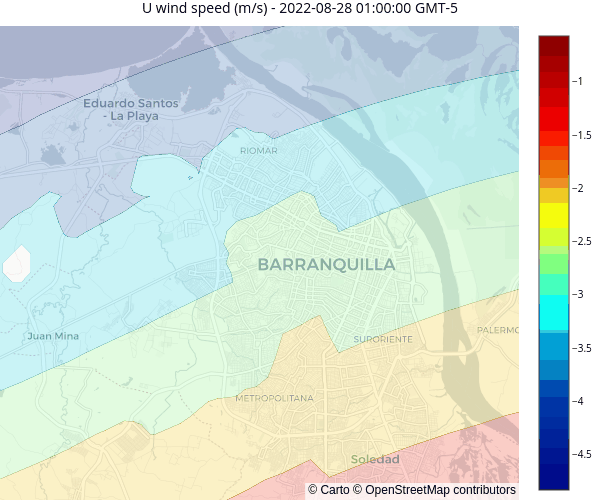 U wind speed (m/s) - 2022-08-28 01:00:00 GMT-5
Eduardo Santos
- La Playa
RIOMAR
BARRANQUILLA
Juan Mina
SURORIENTE
PALERMO
METROPOLITANA
Soledad
© Carto © OpenStreetMap contributors
−1
−1.5
−2
−2.5
−3
−3.5
−4
−4.5